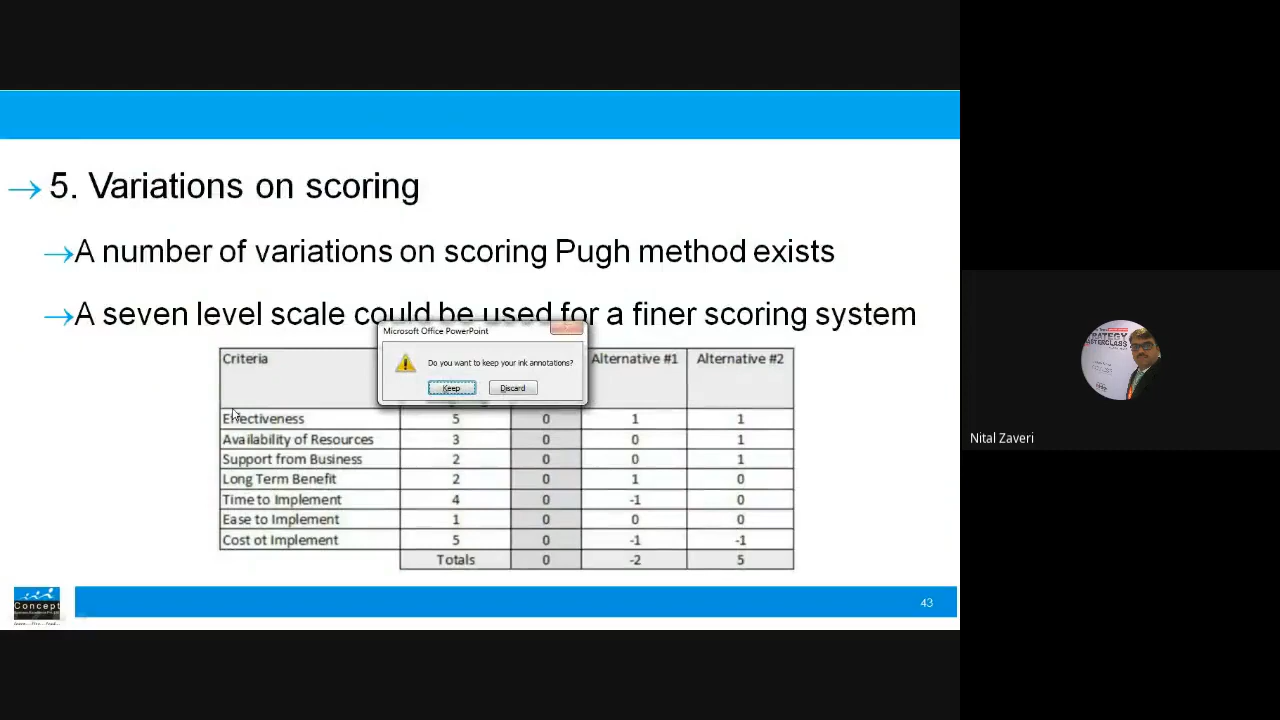 → 5. Variations on scoring
→A number of variations on scoring Pugh method exists
→A seven level scale could be used for a finer scoring system
Microsoft Office PowerPoint
Do you want to keep your ink annotations?
Keep Discard
Criteria Alternative #1 Alternative #2
Effectiveness 5 0 1 1
Availability of Resources 3 0 0 1
Support from Business 2 0 0 1
Long Term Benefit 2 0 1 0
Time to Implement 4 0 -1 0
Ease to Implement 1 0 0 0
Cost ot Implement 5 0 -1 -1
Totals 0 -2 5
Concept
43
STRATEGY
MASTERCLASS
Nital Zaveri